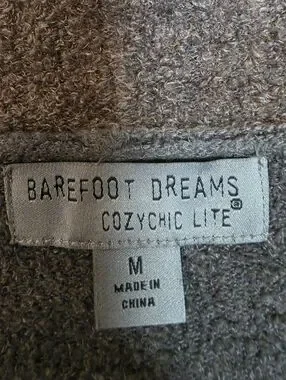 BAREFOOT DREAMS
COZYCHIC LITE®
M
MADE IN
CHINA